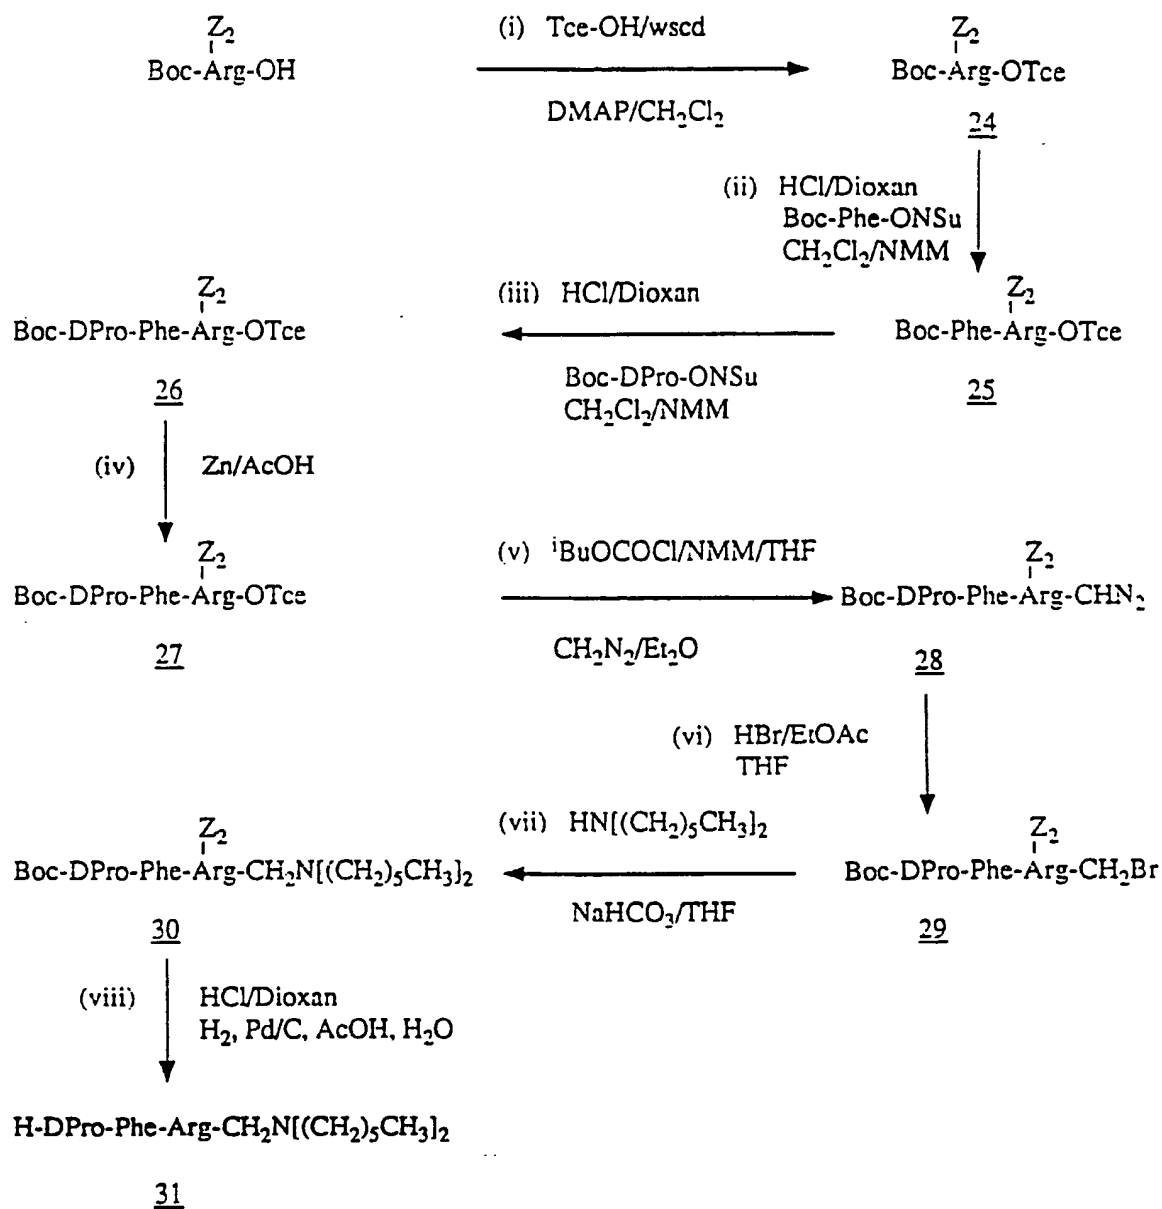 Z₂
Boc-Arg-OH
(i) Tce-OH/wscd
DMAP/CH₂Cl₂
Z₂
Boc-Arg-OTce
24
(ii) HCl/Dioxan
Boc-Phe-ONSu
CH₂Cl₂/NMM
Z₂
Boc-DPro-Phe-Arg-OTce
26
(iii) HCl/Dioxan
Boc-DPro-ONSu
CH₂Cl₂/NMM
Z₂
Boc-Phe-Arg-OTce
25
(iv) Zn/AcOH
Z₂
Boc-DPro-Phe-Arg-OTce
27
(v) ⁱBuOCOCl/NMM/THF
CH₂N₂/Et₂O
Z₂
Boc-DPro-Phe-Arg-CHN₂
28
(vi) HBr/EtOAc
THF
Z₂
Boc-DPro-Phe-Arg-CH₂N[(CH₂)₅CH₃]₂
30
(vii) HN[(CH₂)₅CH₃]₂
NaHCO₃/THF
Z₂
Boc-DPro-Phe-Arg-CH₂Br
29
(viii) HCl/Dioxan
H₂, Pd/C, AcOH, H₂O
H-DPro-Phe-Arg-CH₂N[(CH₂)₅CH₃]₂
31